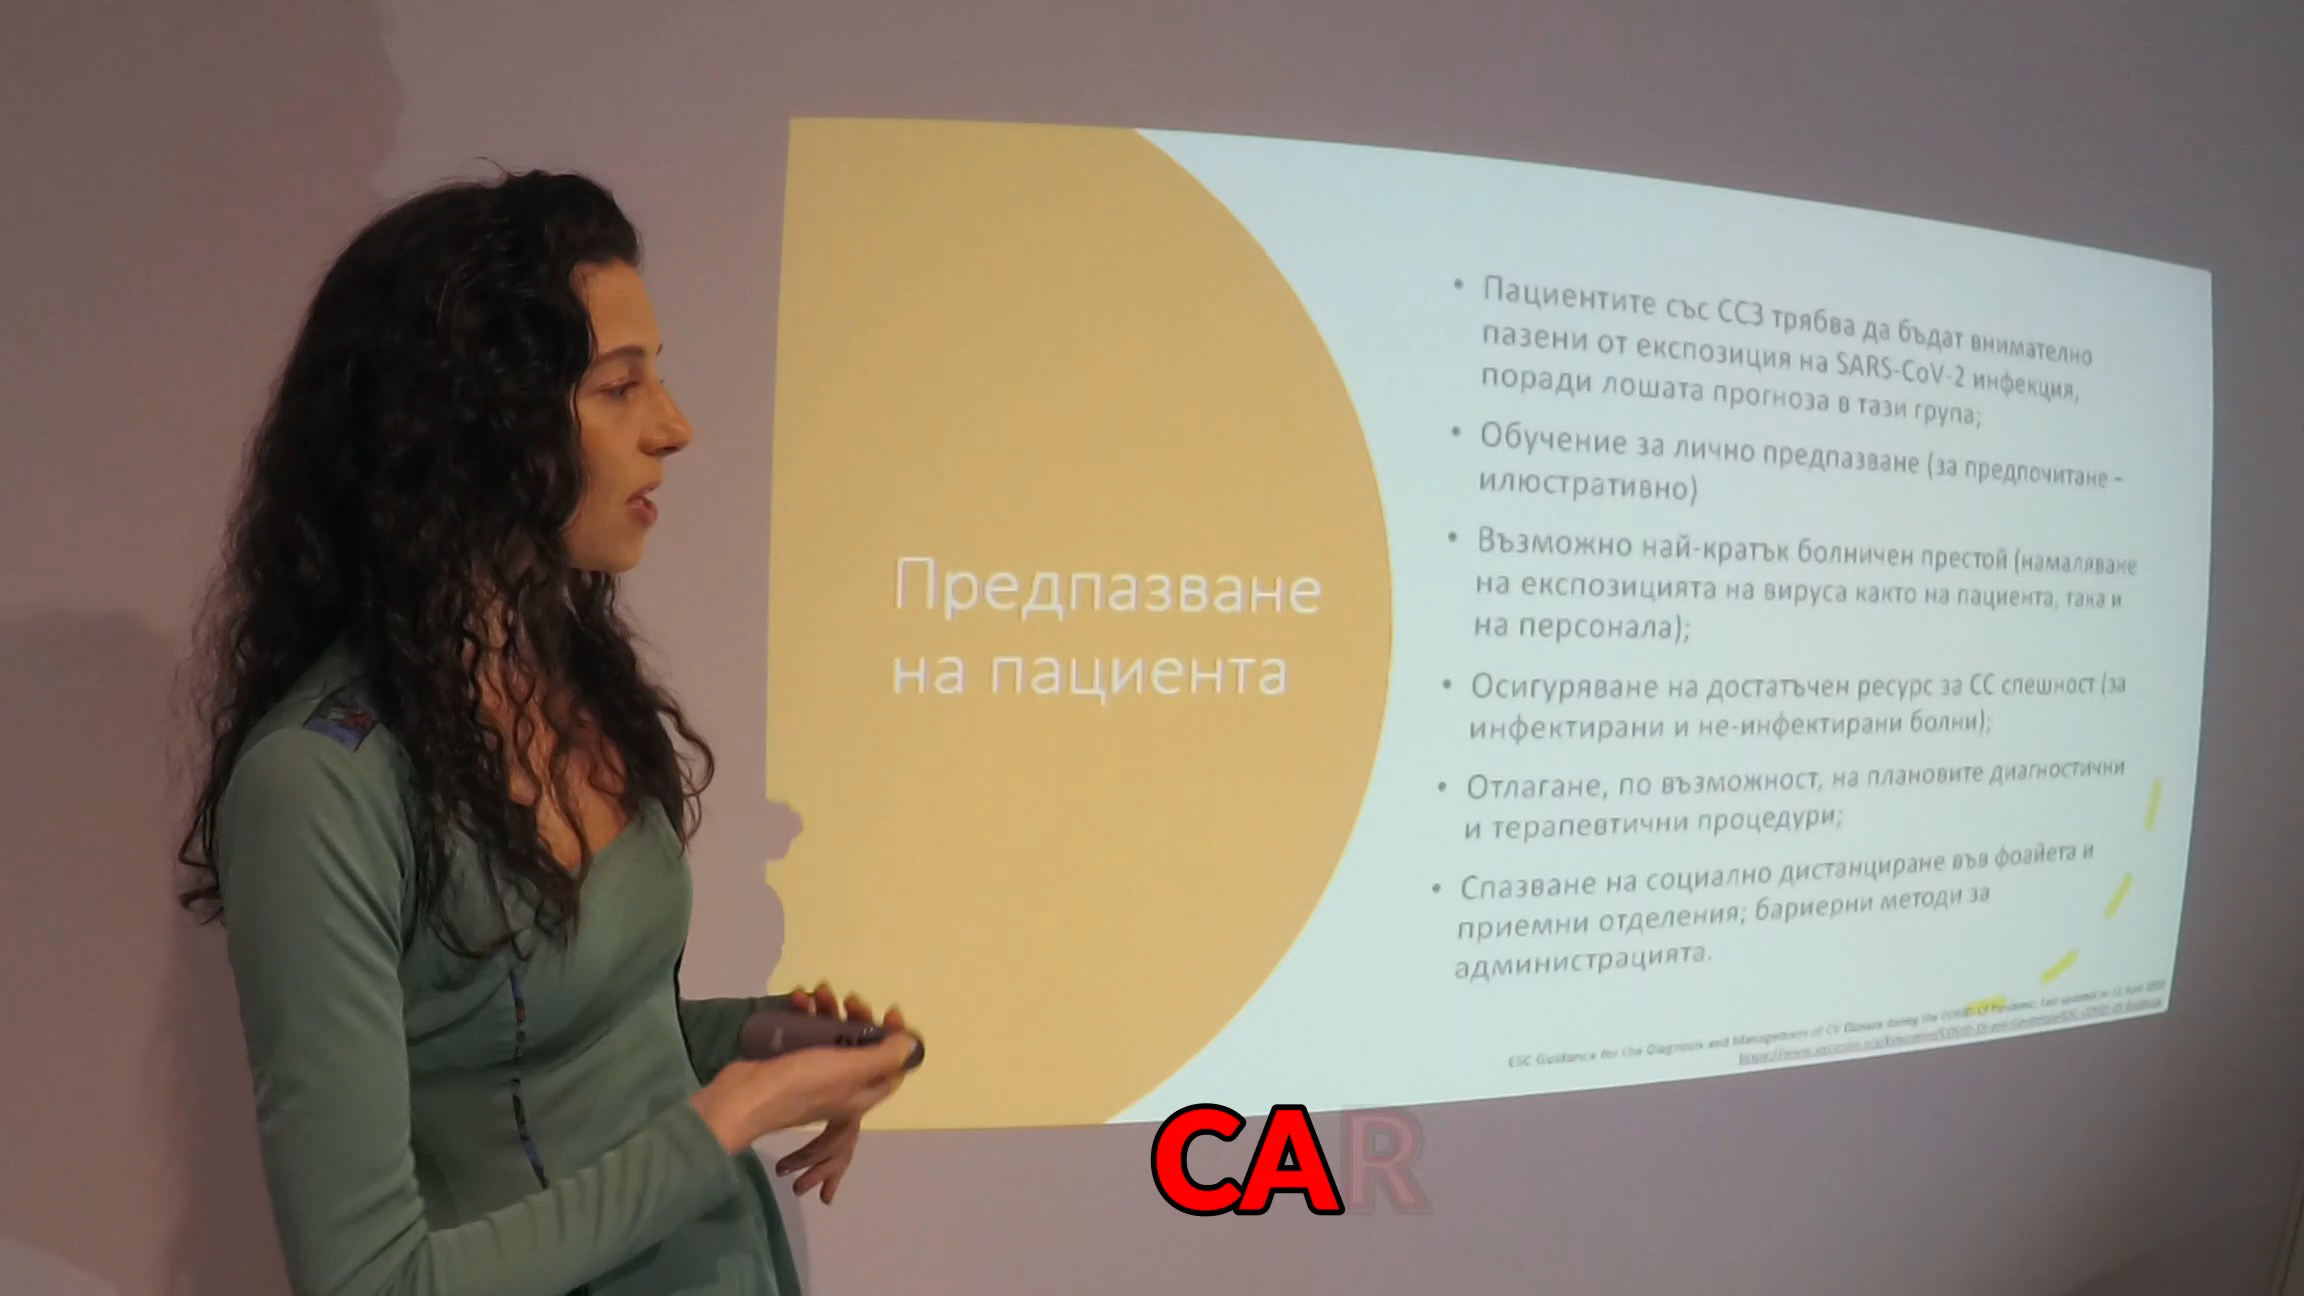 Предпазване
на пациента
• Пациентите със ССЗ трябва да бъдат внимателно
пазени от експозиция на SARS-CoV-2 инфекция,
поради лошата прогноза в тази група;
• Обучение за лично предпазване (за предпочитане –
илюстративно)
• Възможно най-кратък болничен престой (намаляване
на експозицията на вируса както на пациента, така и
на персонала);
• Осигуряване на достатъчен ресурс за СС спешност (за
инфектирани и не-инфектирани болни);
• Отлагане, по възможност, на плановите диагностични
и терапевтични процедури;
• Спазване на социално дистанциране във фоайета и
приемни отделения; бариерни методи за
администрацията.
ESC Guidance for the Diagnosis and Management of CV Disease during the COVID-19 Pandemic. Last updated on
CAR